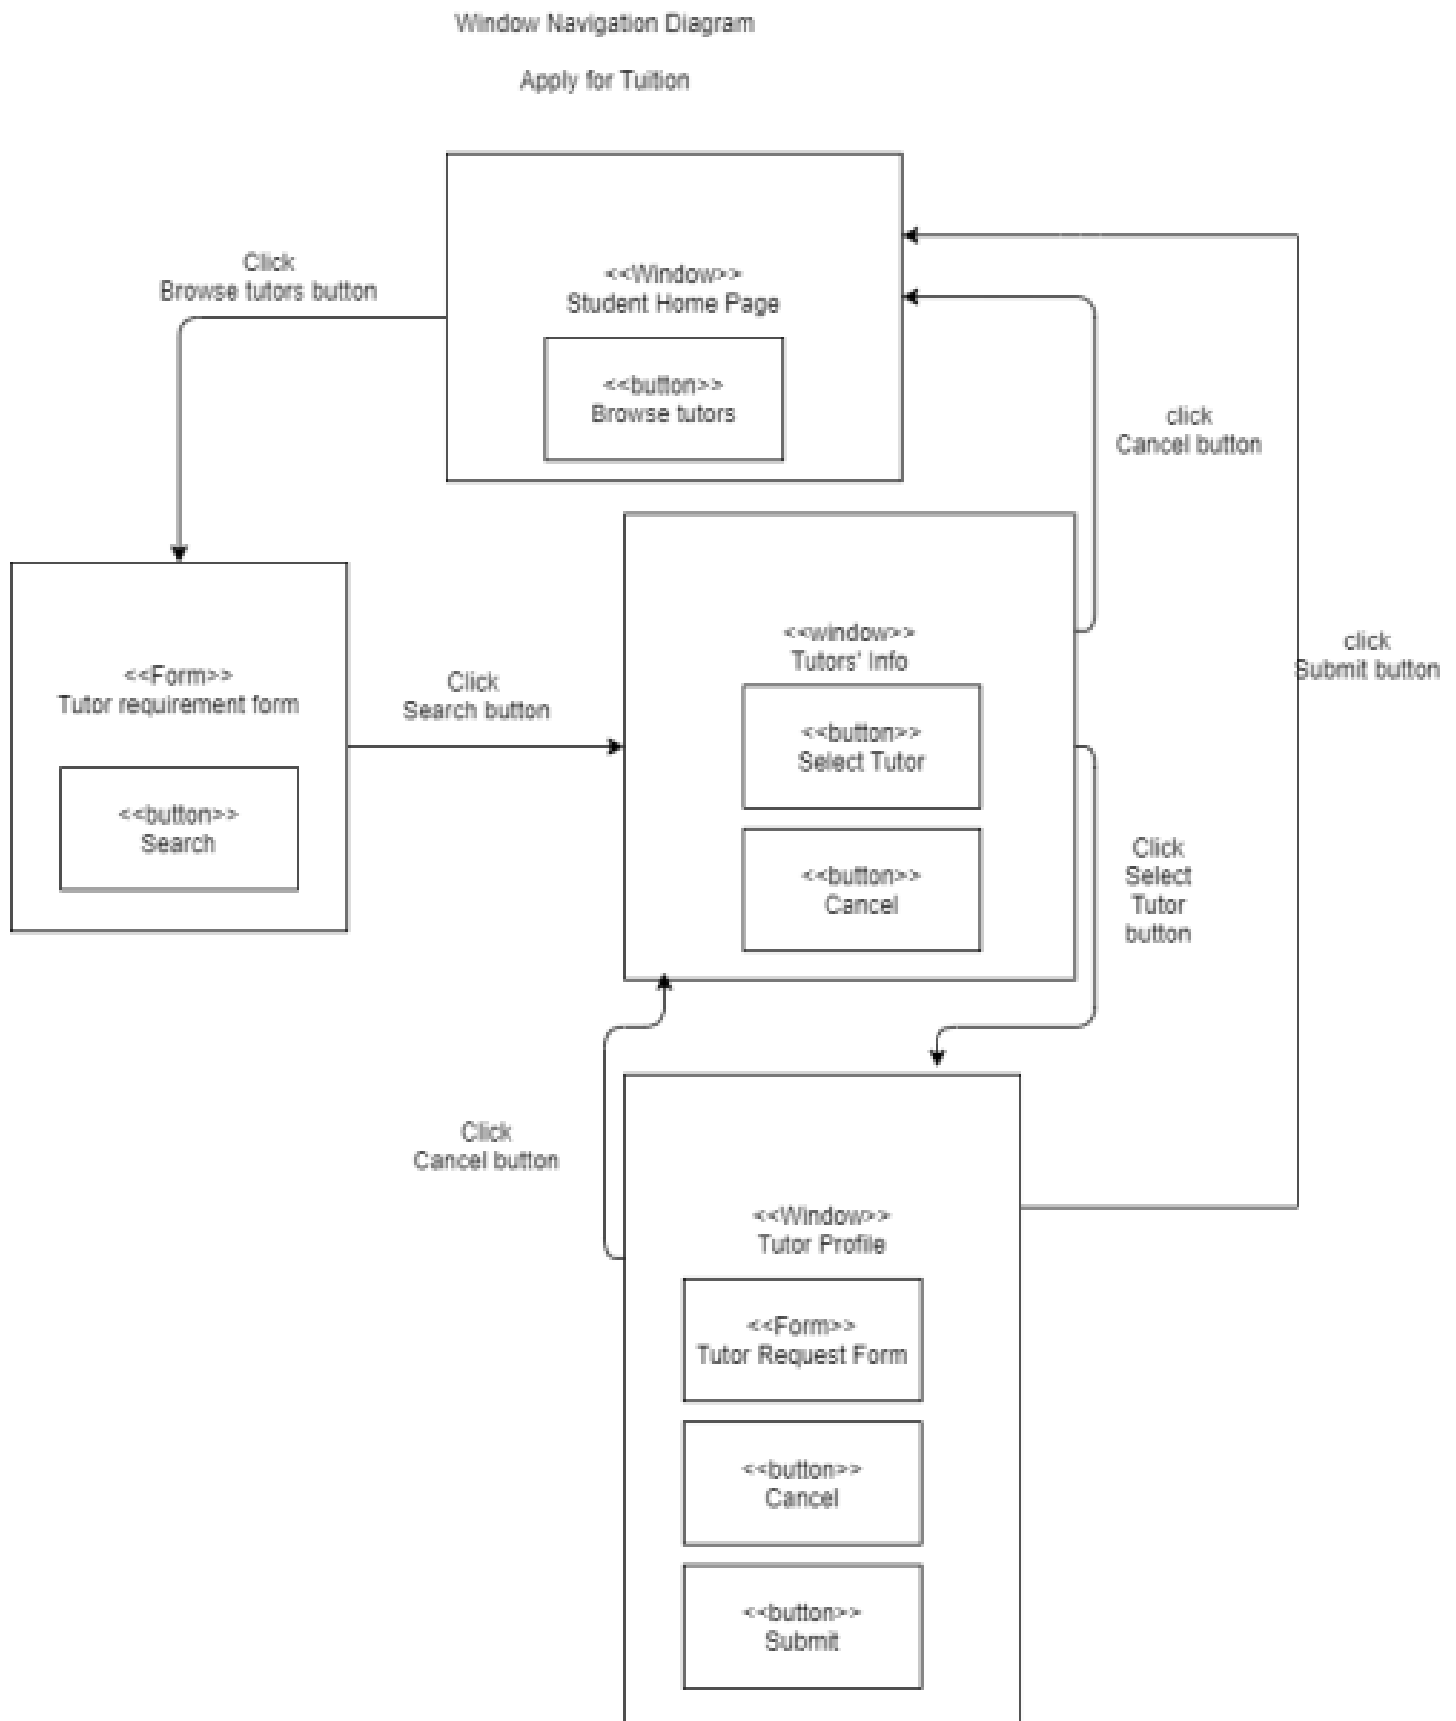 Window Navigation Diagram
Apply for Tuition
<<Window>>
Student Home Page
<<button>>
Browse tutors
Click
Browse tutors button
click
Cancel button
click
Submit button
<<Form>>
Tutor requirement form
<<button>>
Search
Click
Search button
<<window>>
Tutors' Info
<<button>>
Select Tutor
<<button>>
Cancel
Click
Select
Tutor
button
Click
Cancel button
<<Window>>
Tutor Profile
<<Form>>
Tutor Request Form
<<button>>
Cancel
<<button>>
Submit